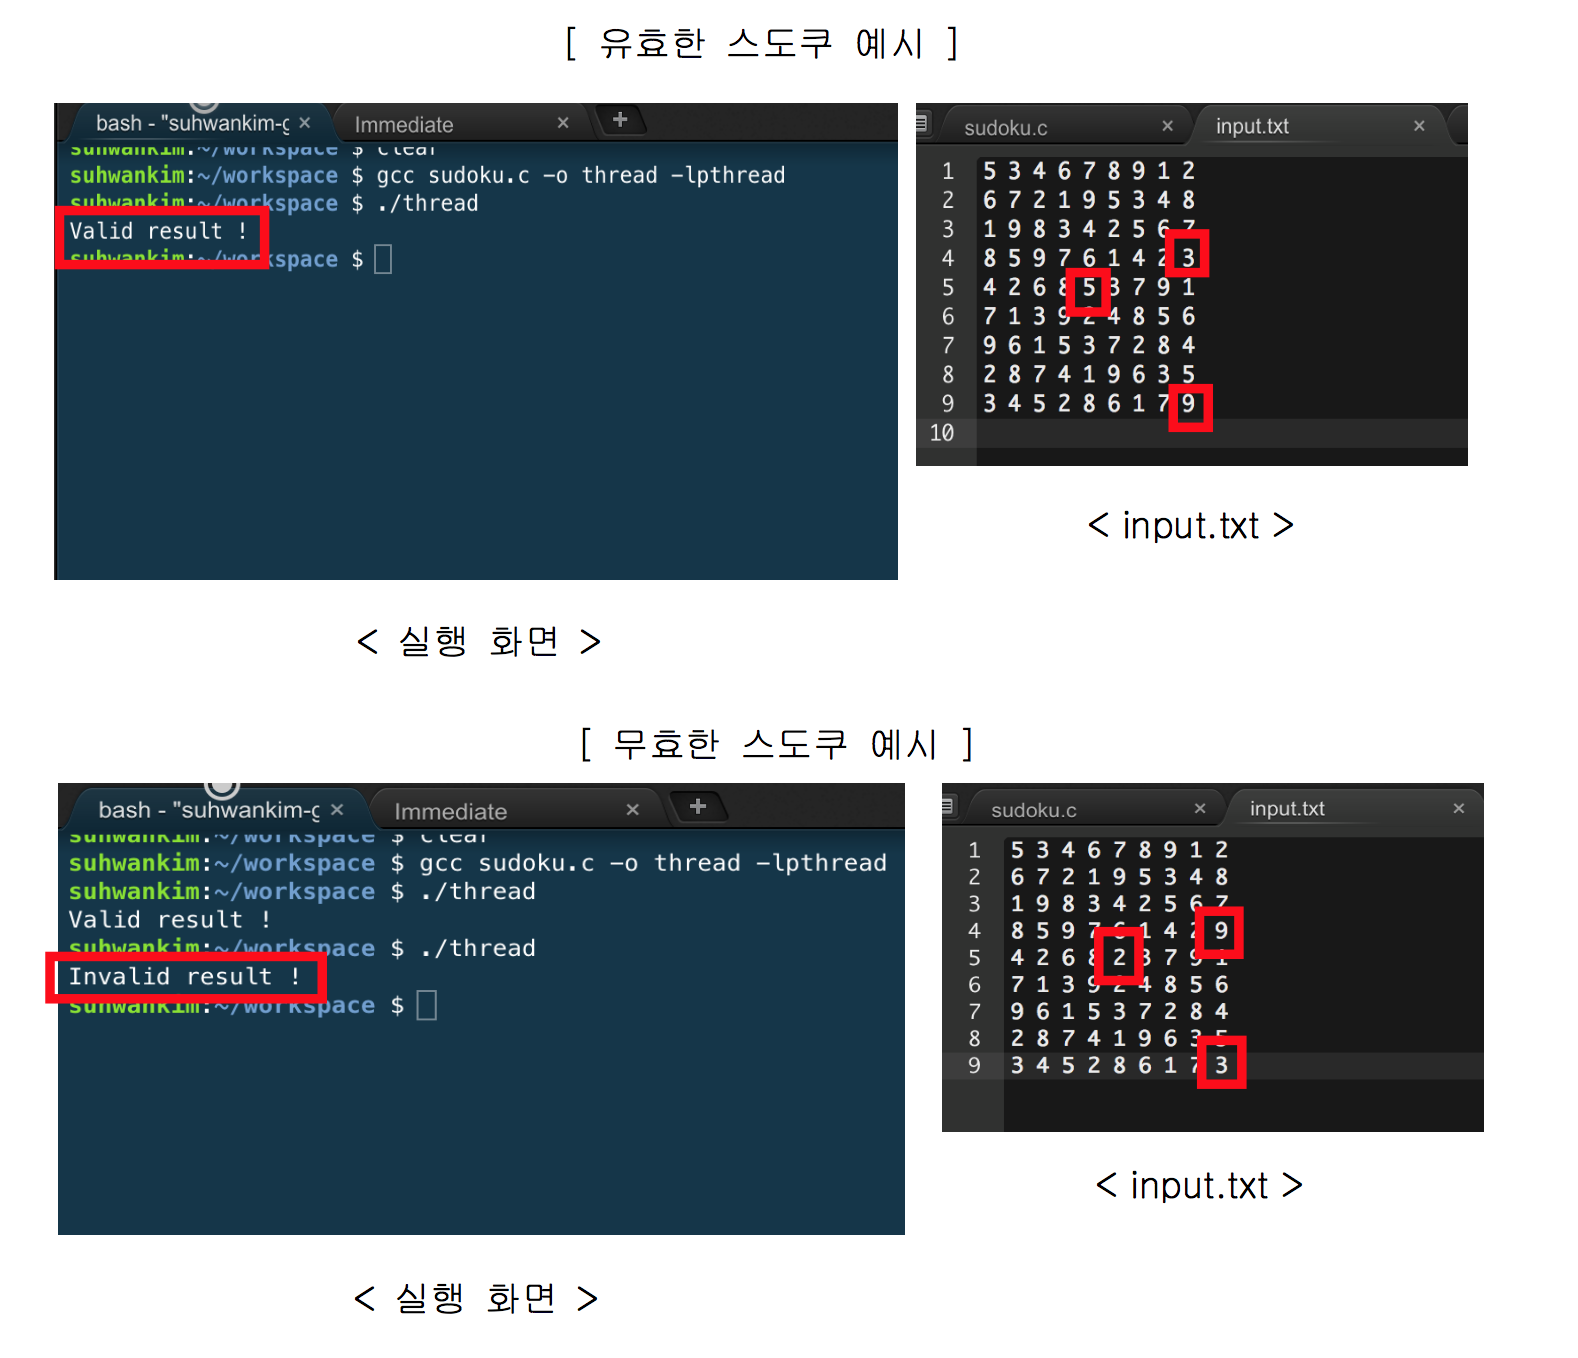 [ 유효한 스도쿠 예시 ]
bash - "suhwankim-g × Immediate × +
suhwankim:~/workspace $ clear
suhwankim:~/workspace $ gcc sudoku.c -o thread -lpthread
suhwankim:~/workspace $ ./thread
Valid result !
suhwankim:~/workspace $
sudoku.c × input.txt ×
1 5 3 4 6 7 8 9 1 2
2 6 7 2 1 9 5 3 4 8
3 1 9 8 3 4 2 5 6 7
4 8 5 9 7 6 1 4 2 3
5 4 2 6 8 5 3 7 9 1
6 7 1 3 9 2 4 8 5 6
7 9 6 1 5 3 7 2 8 4
8 2 8 7 4 1 9 6 3 5
9 3 4 5 2 8 6 1 7 9
10
< input.txt >
< 실행 화면 >
[ 무효한 스도쿠 예시 ]
bash - "suhwankim-g × Immediate × +
suhwankim:~/workspace $ clear
suhwankim:~/workspace $ gcc sudoku.c -o thread -lpthread
suhwankim:~/workspace $ ./thread
Valid result !
suhwankim:~/workspace $ ./thread
Invalid result !
suhwankim:~/workspace $
sudoku.c × input.txt ×
1 5 3 4 6 7 8 9 1 2
2 6 7 2 1 9 5 3 4 8
3 1 9 8 3 4 2 5 6 7
4 8 5 9 7 6 1 4 2 9
5 4 2 6 8 2 3 7 9 1
6 7 1 3 9 2 4 8 5 6
7 9 6 1 5 3 7 2 8 4
8 2 8 7 4 1 9 6 3 5
9 3 4 5 2 8 6 1 7 3
< input.txt >
< 실행 화면 >